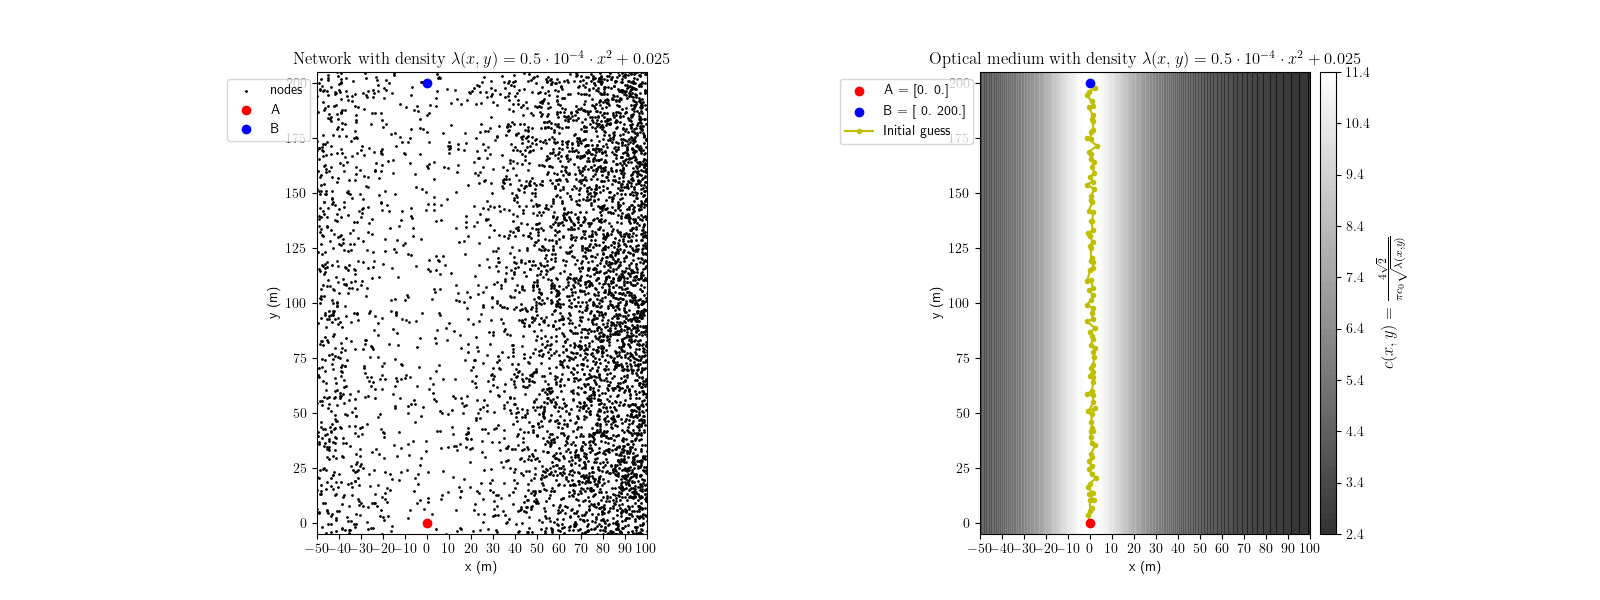 Network with density λ(x, y) = 0.5 · 10⁻⁴ · x² + 0.025
nodes
A
B
200
175
150
125
100
75
50
25
0
y (m)
−50 −40 −30 −20 −10 0 10 20 30 40 50 60 70 80 90 100
x (m)
Optical medium with density λ(x, y) = 0.5 · 10⁻⁴ · x² + 0.025
A = [0. 0.]
B = [ 0. 200.]
Initial guess
200
175
150
125
100
75
50
25
0
y (m)
−50 −40 −30 −20 −10 0 10 20 30 40 50 60 70 80 90 100
x (m)
11.4
10.4
9.4
8.4
7.4
6.4
5.4
4.4
3.4
2.4
c(x, y) = 4√2 / πc₀√λ(x,y)